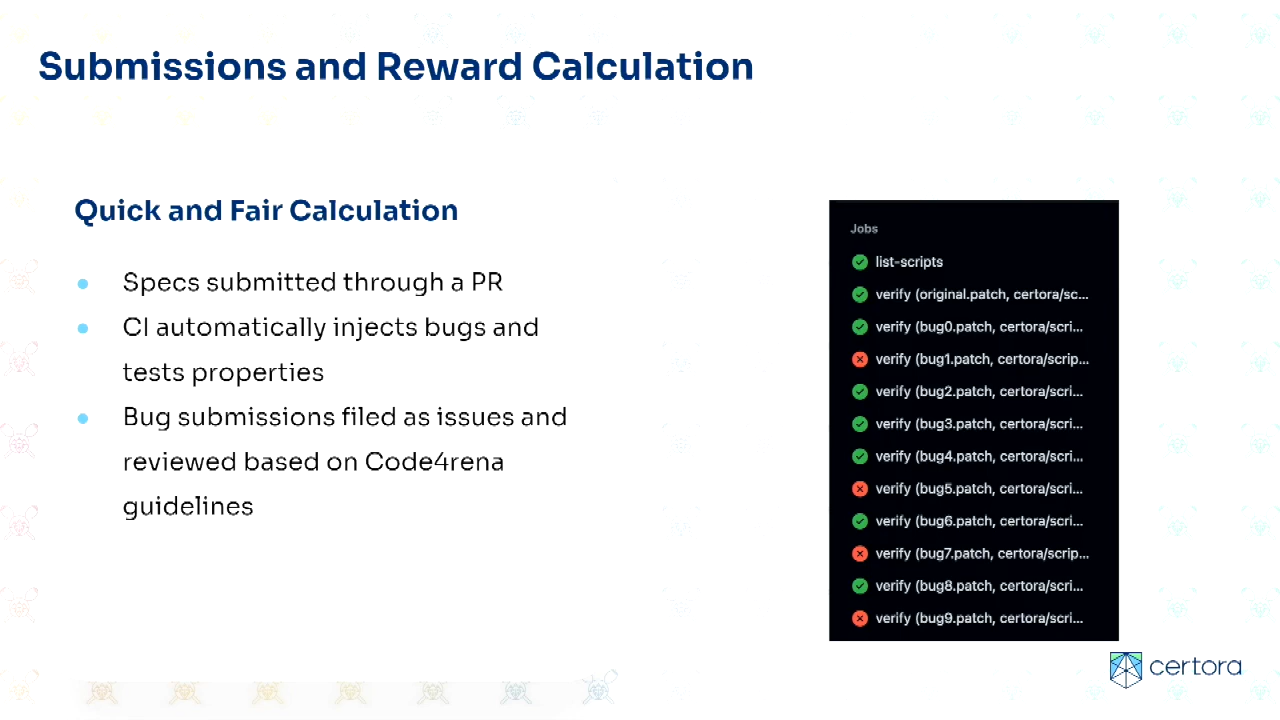 Submissions and Reward Calculation
Quick and Fair Calculation
● Specs submitted through a PR
● CI automatically injects bugs and
tests properties
● Bug submissions filed as issues and
reviewed based on Code4rena
guidelines
Jobs
list-scripts
verify (original.patch, certora/sc...
verify (bug0.patch, certora/scri...
verify (bug1.patch, certora/scrip...
verify (bug2.patch, certora/scri...
verify (bug3.patch, certora/scri...
verify (bug4.patch, certora/scri...
verify (bug5.patch, certora/scri...
verify (bug6.patch, certora/scri...
verify (bug7.patch, certora/scrip...
verify (bug8.patch, certora/scri...
verify (bug9.patch, certora/scri...
certora